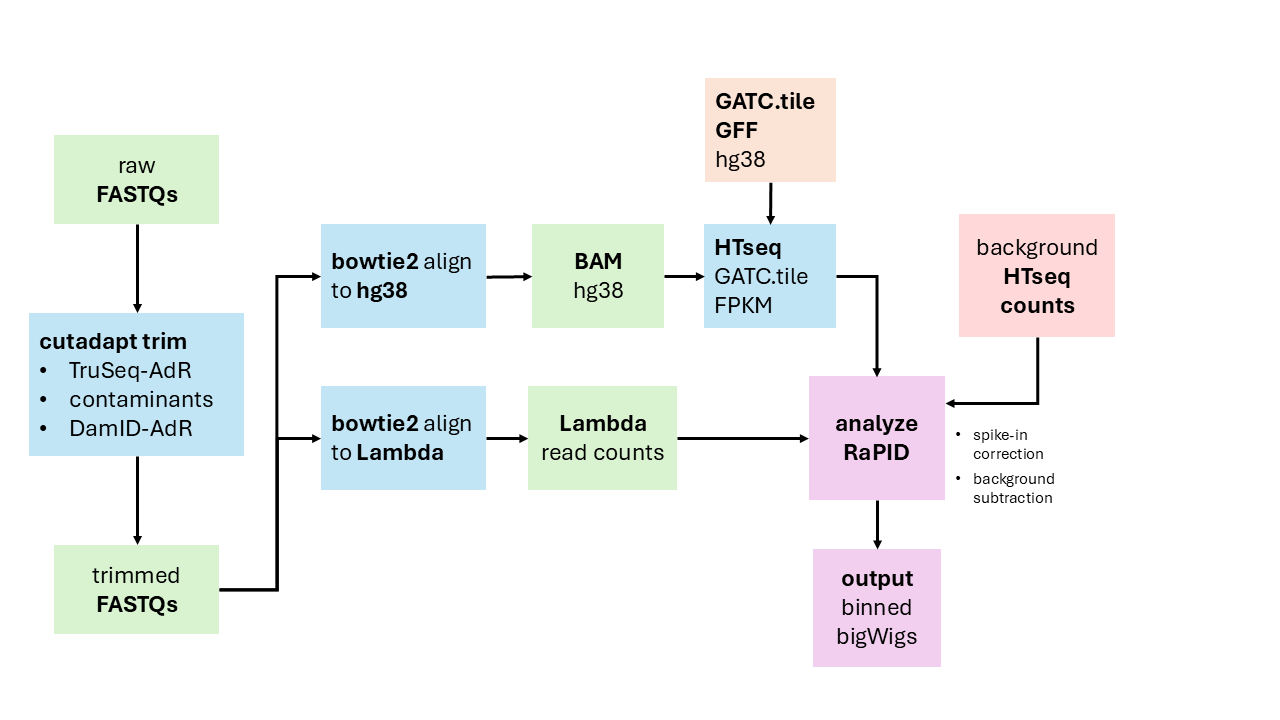 raw
FASTQs
cutadapt trim
• TruSeq-AdR
• contaminants
• DamID-AdR
trimmed
FASTQs
bowtie2 align
to hg38
BAM
hg38
GATC.tile
GFF
hg38
HTseq
GATC.tile
FPKM
bowtie2 align
to Lambda
Lambda
read counts
background
HTseq
counts
analyze
RaPID
• spike-in
correction
• background
subtraction
output
binned
bigWigs